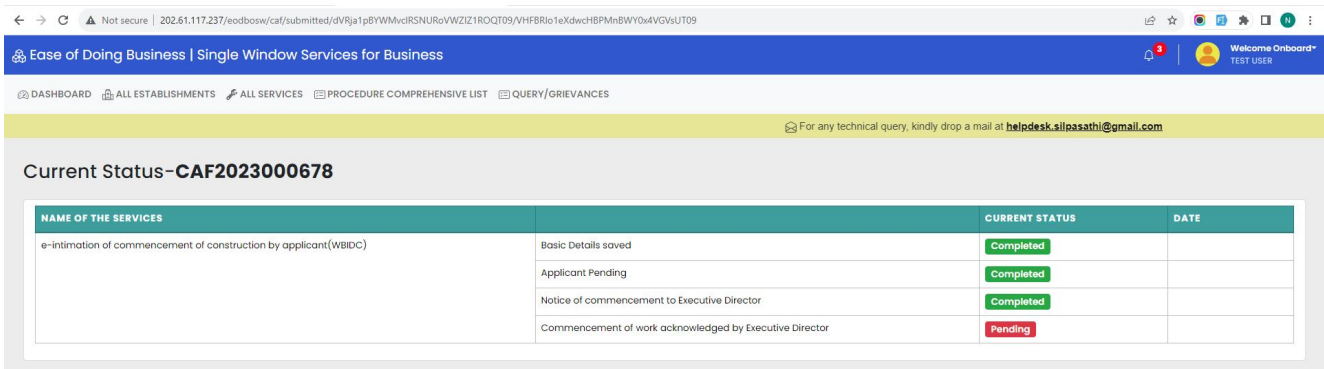 Not secure | 202.61.117.237/eodbosw/caf/submitted/dVRja1pBYWMvclRSNURoVWZIZ1ROQT09/VHFBRlo1eXdwcHBPMnBWY0x4VGVsUT09
N
Ease of Doing Business | Single Window Services for Business
3
Welcome Onboard
TEST USER
DASHBOARD ALL ESTABLISHMENTS ALL SERVICES PROCEDURE COMPREHENSIVE LIST QUERY/GRIEVANCES
For any technical query, kindly drop a mail at helpdesk.silpasathi@gmail.com
Current Status-CAF2023000678
NAME OF THE SERVICES CURRENT STATUS DATE
e-intimation of commencement of construction by applicant(WBIDC) Basic Details saved Completed
Applicant Pending Completed
Notice of commencement to Executive Director Completed
Commencement of work acknowledged by Executive Director Pending